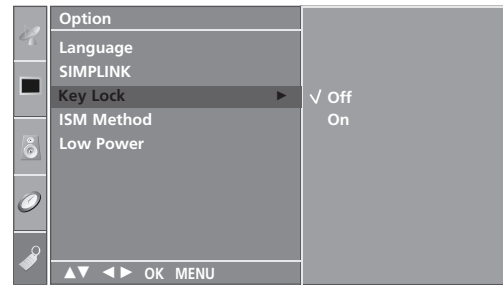 Option
Language
SIMPLINK
Key Lock ► √ Off
ISM Method On
Low Power
▲▼ ◄► OK MENU